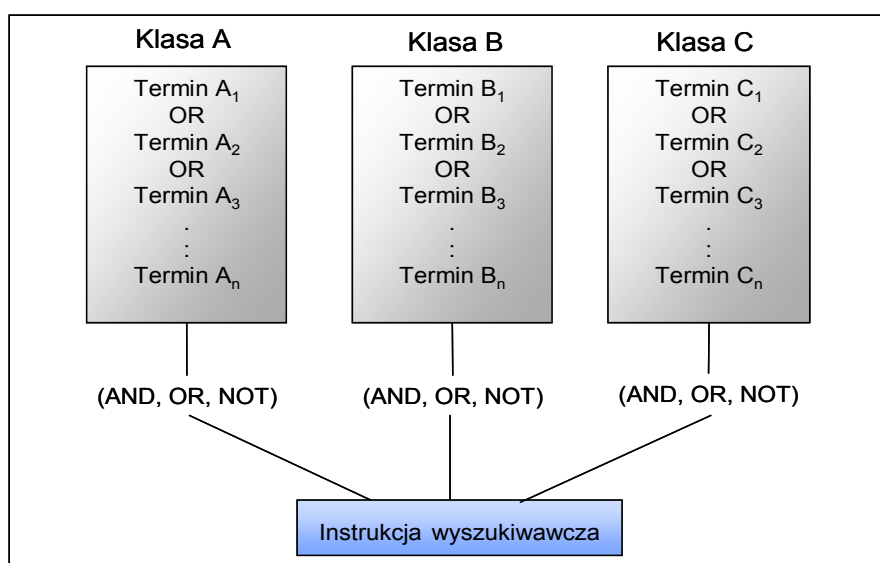 Klasa A
Termin A₁
OR
Termin A₂
OR
Termin A₃
.
:
Termin Aₙ
(AND, OR, NOT)
Klasa B
Termin B₁
OR
Termin B₂
OR
Termin B₃
.
:
Termin Bₙ
(AND, OR, NOT)
Klasa C
Termin C₁
OR
Termin C₂
OR
Termin C₃
.
:
Termin Cₙ
(AND, OR, NOT)
Instrukcja wyszukiwawcza